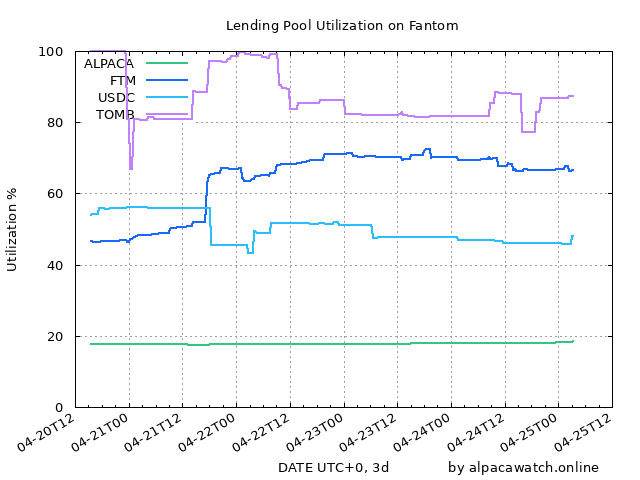 Lending Pool Utilization on Fantom
100
80
60
40
20
0
Utilization %
ALPACA
FTM
USDC
TOMB
04-20T12
04-21T00
04-21T12
04-22T00
04-22T12
04-23T00
04-23T12
04-24T00
04-24T12
04-25T00
04-25T12
DATE UTC+0, 3d
by alpacawatch.online